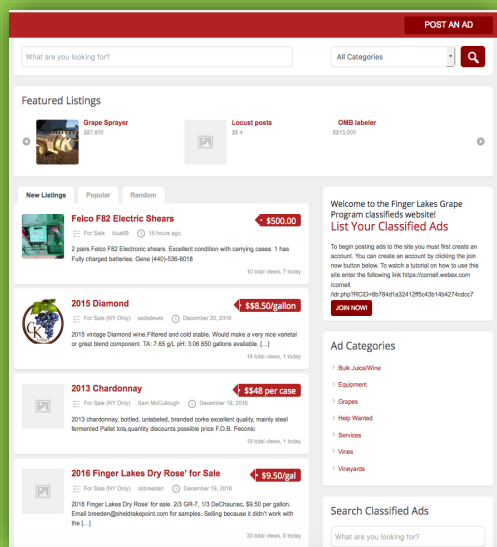 POST AN AD
What are you looking for?
All Categories
Featured Listings
Grape Sprayer
$$7,800
Locust posts
$$ 4
OMB labeler
$$15,000
New Listings
Popular
Random
Felco F82 Electric Shears
$500.00
For Sale blue89 15 hours ago
2 pairs Felco F82 Electronic shears. Excellent condition with carrying cases. 1 has
Fully charged batteries. Gene (440)-536-6018
10 total views, 7 today
2015 Diamond
$$8.50/gallon
For Sale (NY Only) sadielewis December 20, 2016
2015 vintage Diamond wine.Filtered and cold stable. Would make a very nice varietal
or great blend component. TA: 7.65 g/L pH: 3.06 650 gallons available. [...]
19 total views, 1 today
2013 Chardonnay
$$48 per case
For Sale (NY Only) Sam McCullough December 19, 2016
2013 chardonnay, bottled, unlabeled, branded corks excellent quality, mainly steel
fermented Pallet lots,quantity discounts possible price F.O.B. Peconic
18 total views, 1 today
2016 Finger Lakes Dry Rose' for Sale
$9.50/gal
For Sale (NY Only) dcbreeden December 19, 2016
2016 Finger Lakes Dry Rose' for sale. 2/3 GR-7, 1/3 DeChaunac, $9.50 per gallon.
Email breeden@sheldrakepoint.com for samples. Selling because it didn't work with
the [...]
33 total views, 0 today
Welcome to the Finger Lakes Grape
Program classifieds website!
List Your Classified Ads
To begin posting ads to the site you must first create an
account. You can create an account by clicking the join
now button below. To watch a tutorial on how to use this
site enter the following link https://cornell.webex.com
/cornell
/ldr.php?RCID=8b784d1a32412ff5c43b14b4274cdcc7
JOIN NOW!
Ad Categories
Bulk Juice/Wine
Equipment
Grapes
Help Wanted
Services
Vines
Vineyards
Search Classified Ads
What are you looking for?